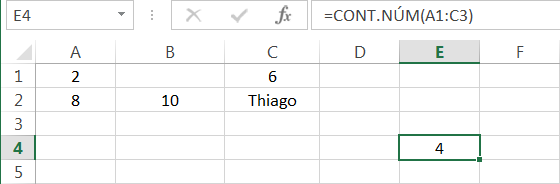 E4 fx =CONT.NÚM(A1:C3)
A B C D E F
1 2 6
2 8 10 Thiago
3
4 4
5